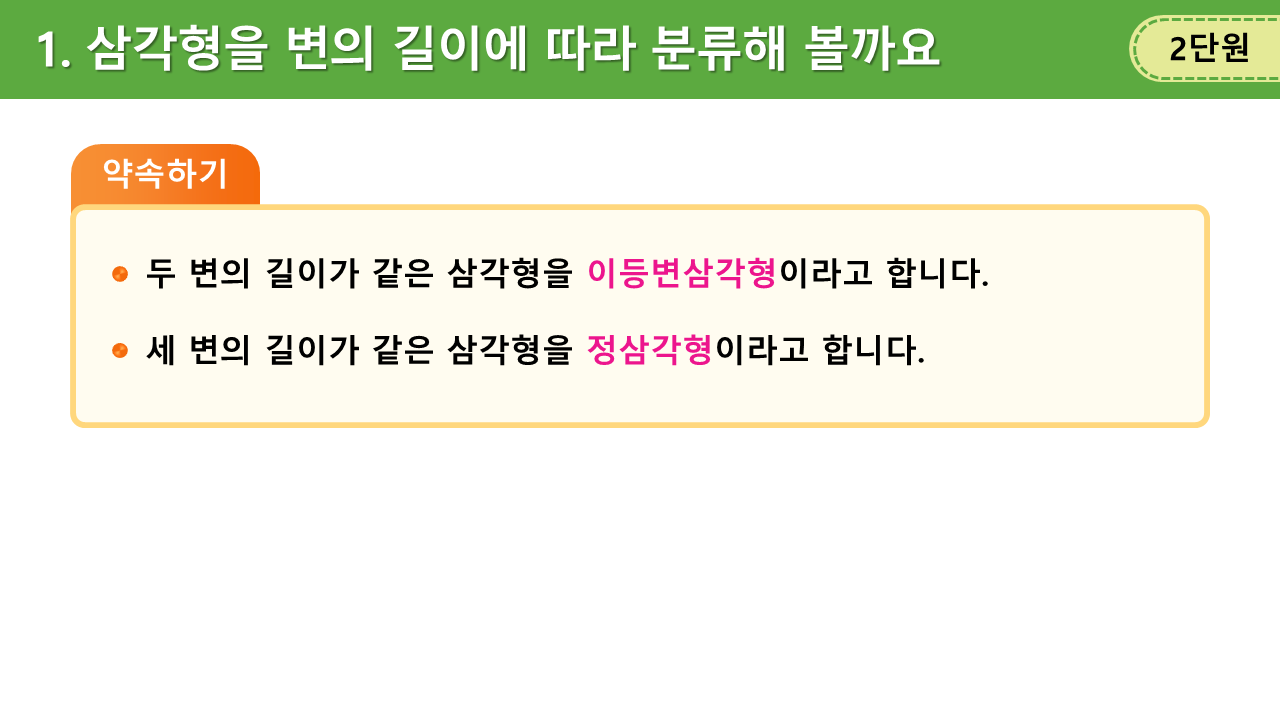 1. 삼각형을 변의 길이에 따라 분류해 볼까요
2단원
약속하기
두 변의 길이가 같은 삼각형을 이등변삼각형이라고 합니다.
세 변의 길이가 같은 삼각형을 정삼각형이라고 합니다.